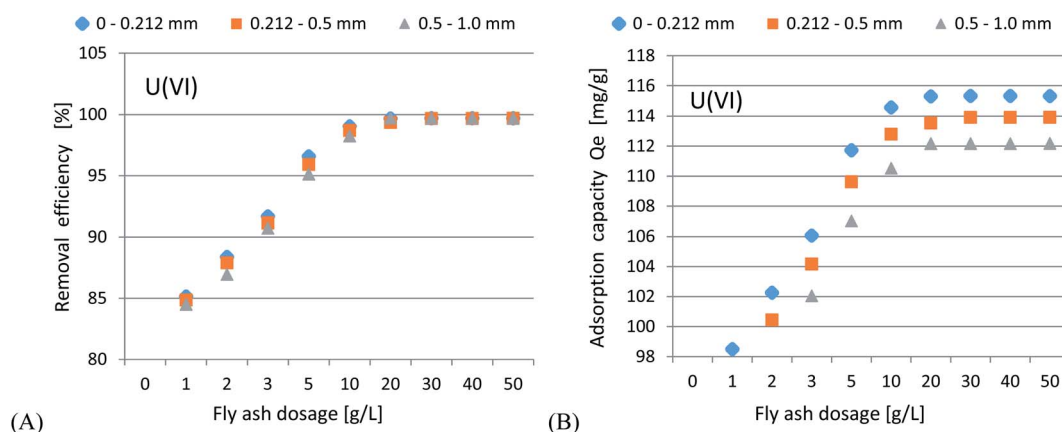 0 - 0.212 mm 0.212 - 0.5 mm 0.5 - 1.0 mm
105
100
95
90
85
80
Removal efficiency [%]
U(VI)
0 1 2 3 5 10 20 30 40 50
Fly ash dosage [g/L]
(A)
0 - 0.212 mm 0.212 - 0.5 mm 0.5 - 1.0 mm
118
116
114
112
110
108
106
104
102
100
98
Adsorption capacity Qe [mg/g]
U(VI)
0 1 2 3 5 10 20 30 40 50
Fly ash dosage [g/L]
(B)